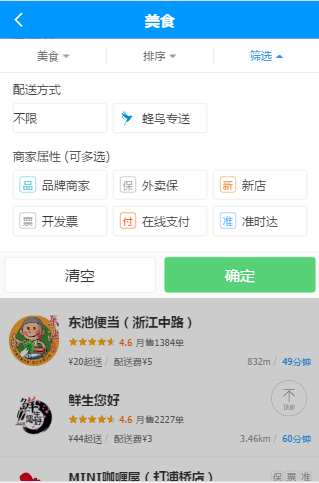 美食
美食 排序 筛选
配送方式
不限 蜂鸟专送
商家属性 (可多选)
品 品牌商家 保 外卖保 新 新店
票 开发票 付 在线支付 准 准时达
清空 确定
东池便当（浙江中路）
4.6 月售1384单
¥20起送 / 配送费¥5 832m / 49分钟
鲜生您好
4.6 月售2227单
顶部
¥44起送 / 配送费¥3 3.46km / 60分钟
MINI咖喱屋（打浦桥店） 保 票 准